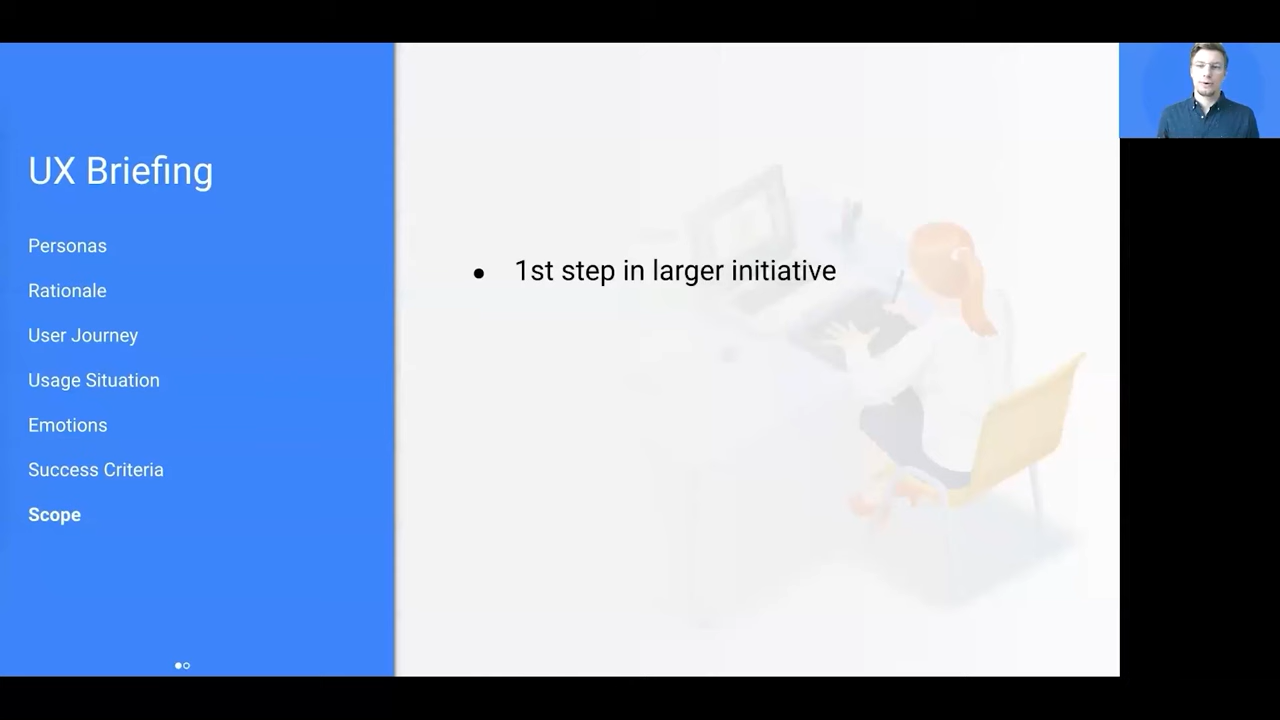 UX Briefing
Personas
Rationale
User Journey
Usage Situation
Emotions
Success Criteria
Scope
● 1st step in larger initiative